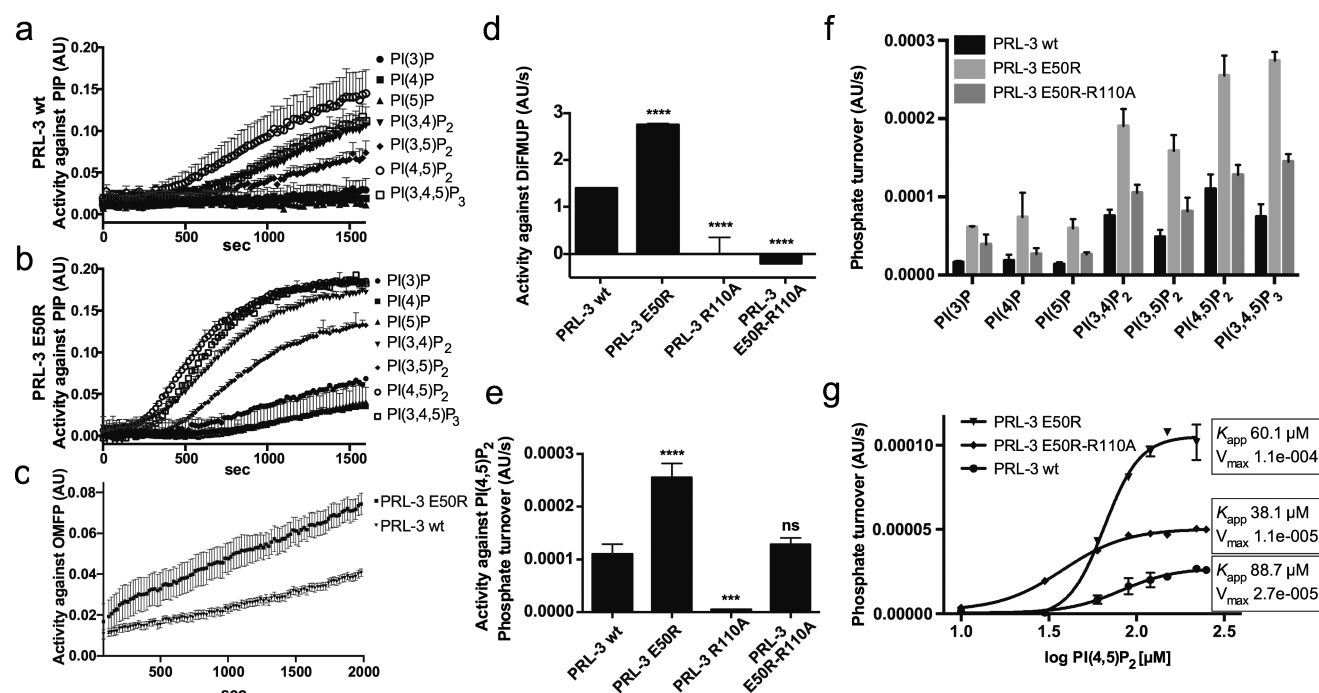 a
PRL-3 wt
Activity against PIP (AU)
0.20
0.15
0.10
0.05
0.00
0
500
1000
1500
sec
PI(3)P
PI(4)P
PI(5)P
PI(3,4)P2
PI(3,5)P2
PI(4,5)P2
PI(3,4,5)P3
b
PRL-3 E50R
Activity against PIP (AU)
0.20
0.15
0.10
0.05
0.00
0
500
1000
1500
sec
PI(3)P
PI(4)P
PI(5)P
PI(3,4)P2
PI(3,5)P2
PI(4,5)P2
PI(3,4,5)P3
c
Activity against OMFP (AU)
0.08
0.06
0.04
0.02
0.00
500
1000
1500
2000
PRL-3 E50R
PRL-3 wt
d
Activity against DiFMUP (AU/s)
3
2
1
0
****
****
****
PRL-3 wt
PRL-3 E50R
PRL-3 R110A
PRL-3
E50R-R110A
e
Activity against PI(4,5)P2
Phosphate turnover (AU/s)
0.0003
0.0002
0.0001
0.0000
****
***
ns
PRL-3 wt
PRL-3 E50R
PRL-3 R110A
PRL-3
E50R-R110A
f
Phosphate turnover (AU/s)
0.0003
0.0002
0.0001
0.0000
PRL-3 wt
PRL-3 E50R
PRL-3 E50R-R110A
PI(3)P
PI(4)P
PI(5)P
PI(3,4)P2
PI(3,5)P2
PI(4,5)P2
PI(3,4,5)P3
g
Phosphate turnover (AU/s)
0.00010
0.00005
0.00000
1.0
1.5
2.0
2.5
log PI(4,5)P2 [µM]
PRL-3 E50R
PRL-3 E50R-R110A
PRL-3 wt
Kapp 60.1 µM
Vmax 1.1e-004
Kapp 38.1 µM
Vmax 1.1e-005
Kapp 88.7 µM
Vmax 2.7e-005